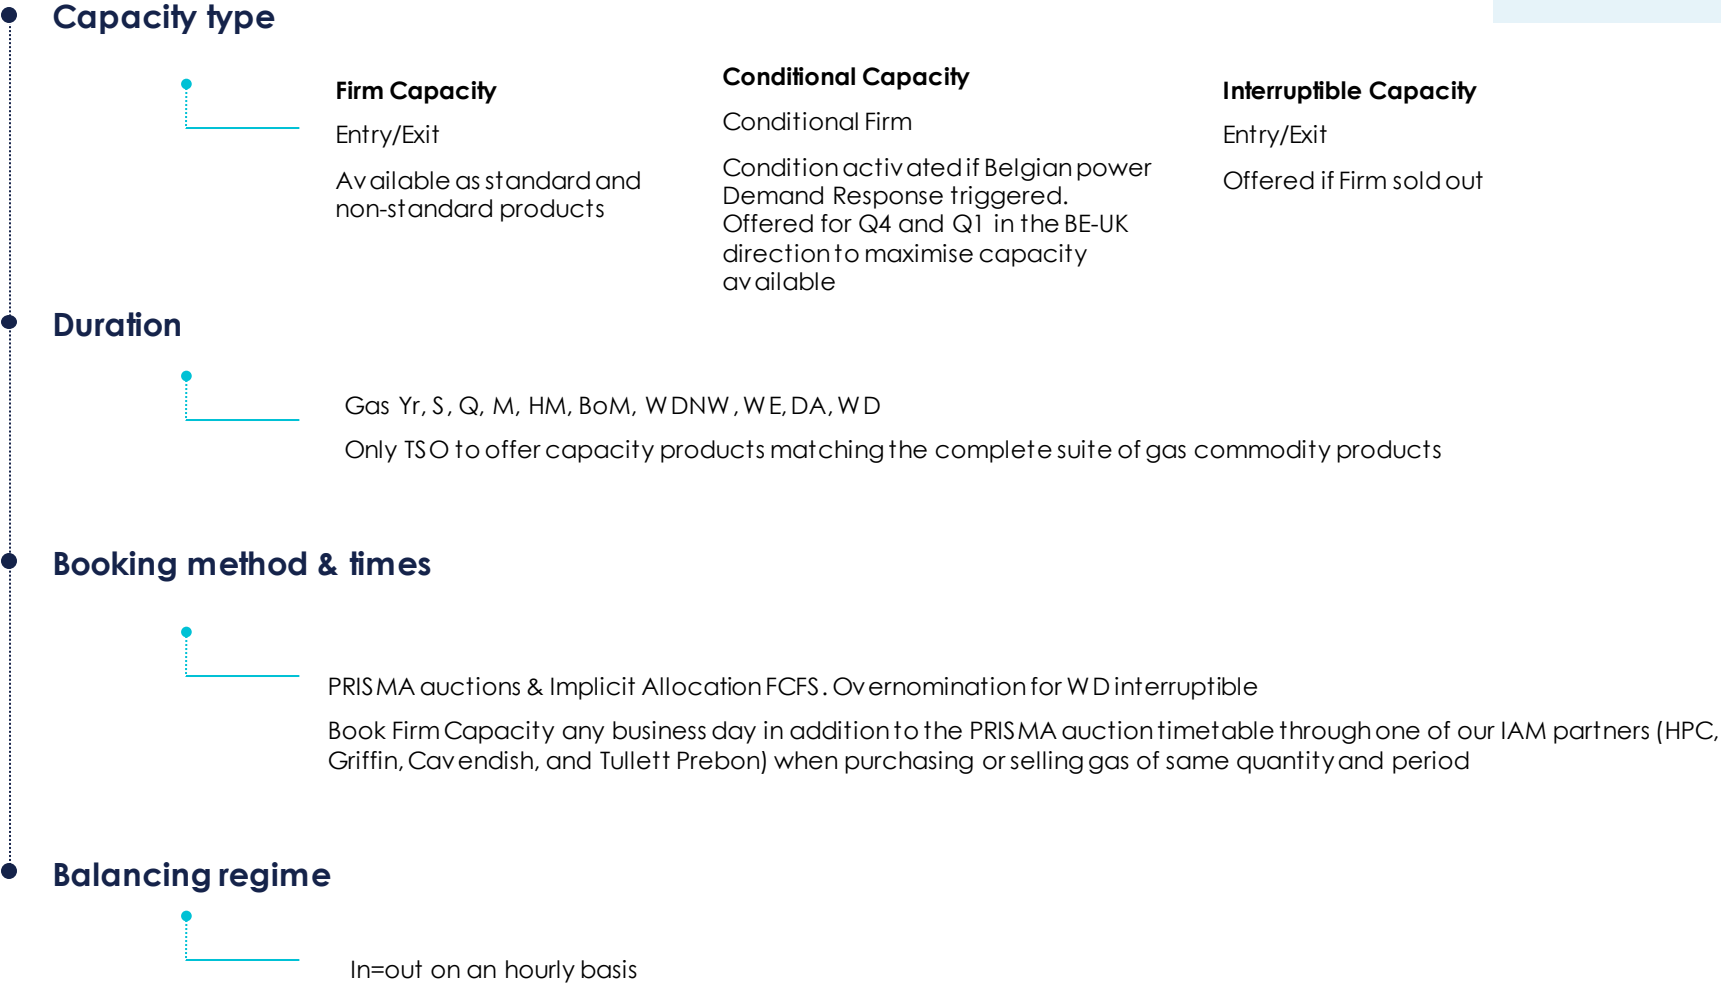 Capacity type
Firm Capacity
Entry/Exit
Available as standard and
non-standard products
Conditional Capacity
Conditional Firm
Condition activated if Belgian power
Demand Response triggered.
Offered for Q4 and Q1 in the BE-UK
direction to maximise capacity
available
Interruptible Capacity
Entry/Exit
Offered if Firm sold out
Duration
Gas Yr, S, Q, M, HM, BoM, WDNW, WE, DA, WD
Only TSO to offer capacity products matching the complete suite of gas commodity products
Booking method & times
PRISMA auctions & Implicit Allocation FCFS. Overnomination for WD interruptible
Book Firm Capacity any business day in addition to the PRISMA auction timetable through one of our IAM partners (HPC,
Griffin, Cavendish, and Tullett Prebon) when purchasing or selling gas of same quantity and period
Balancing regime
In=out on an hourly basis